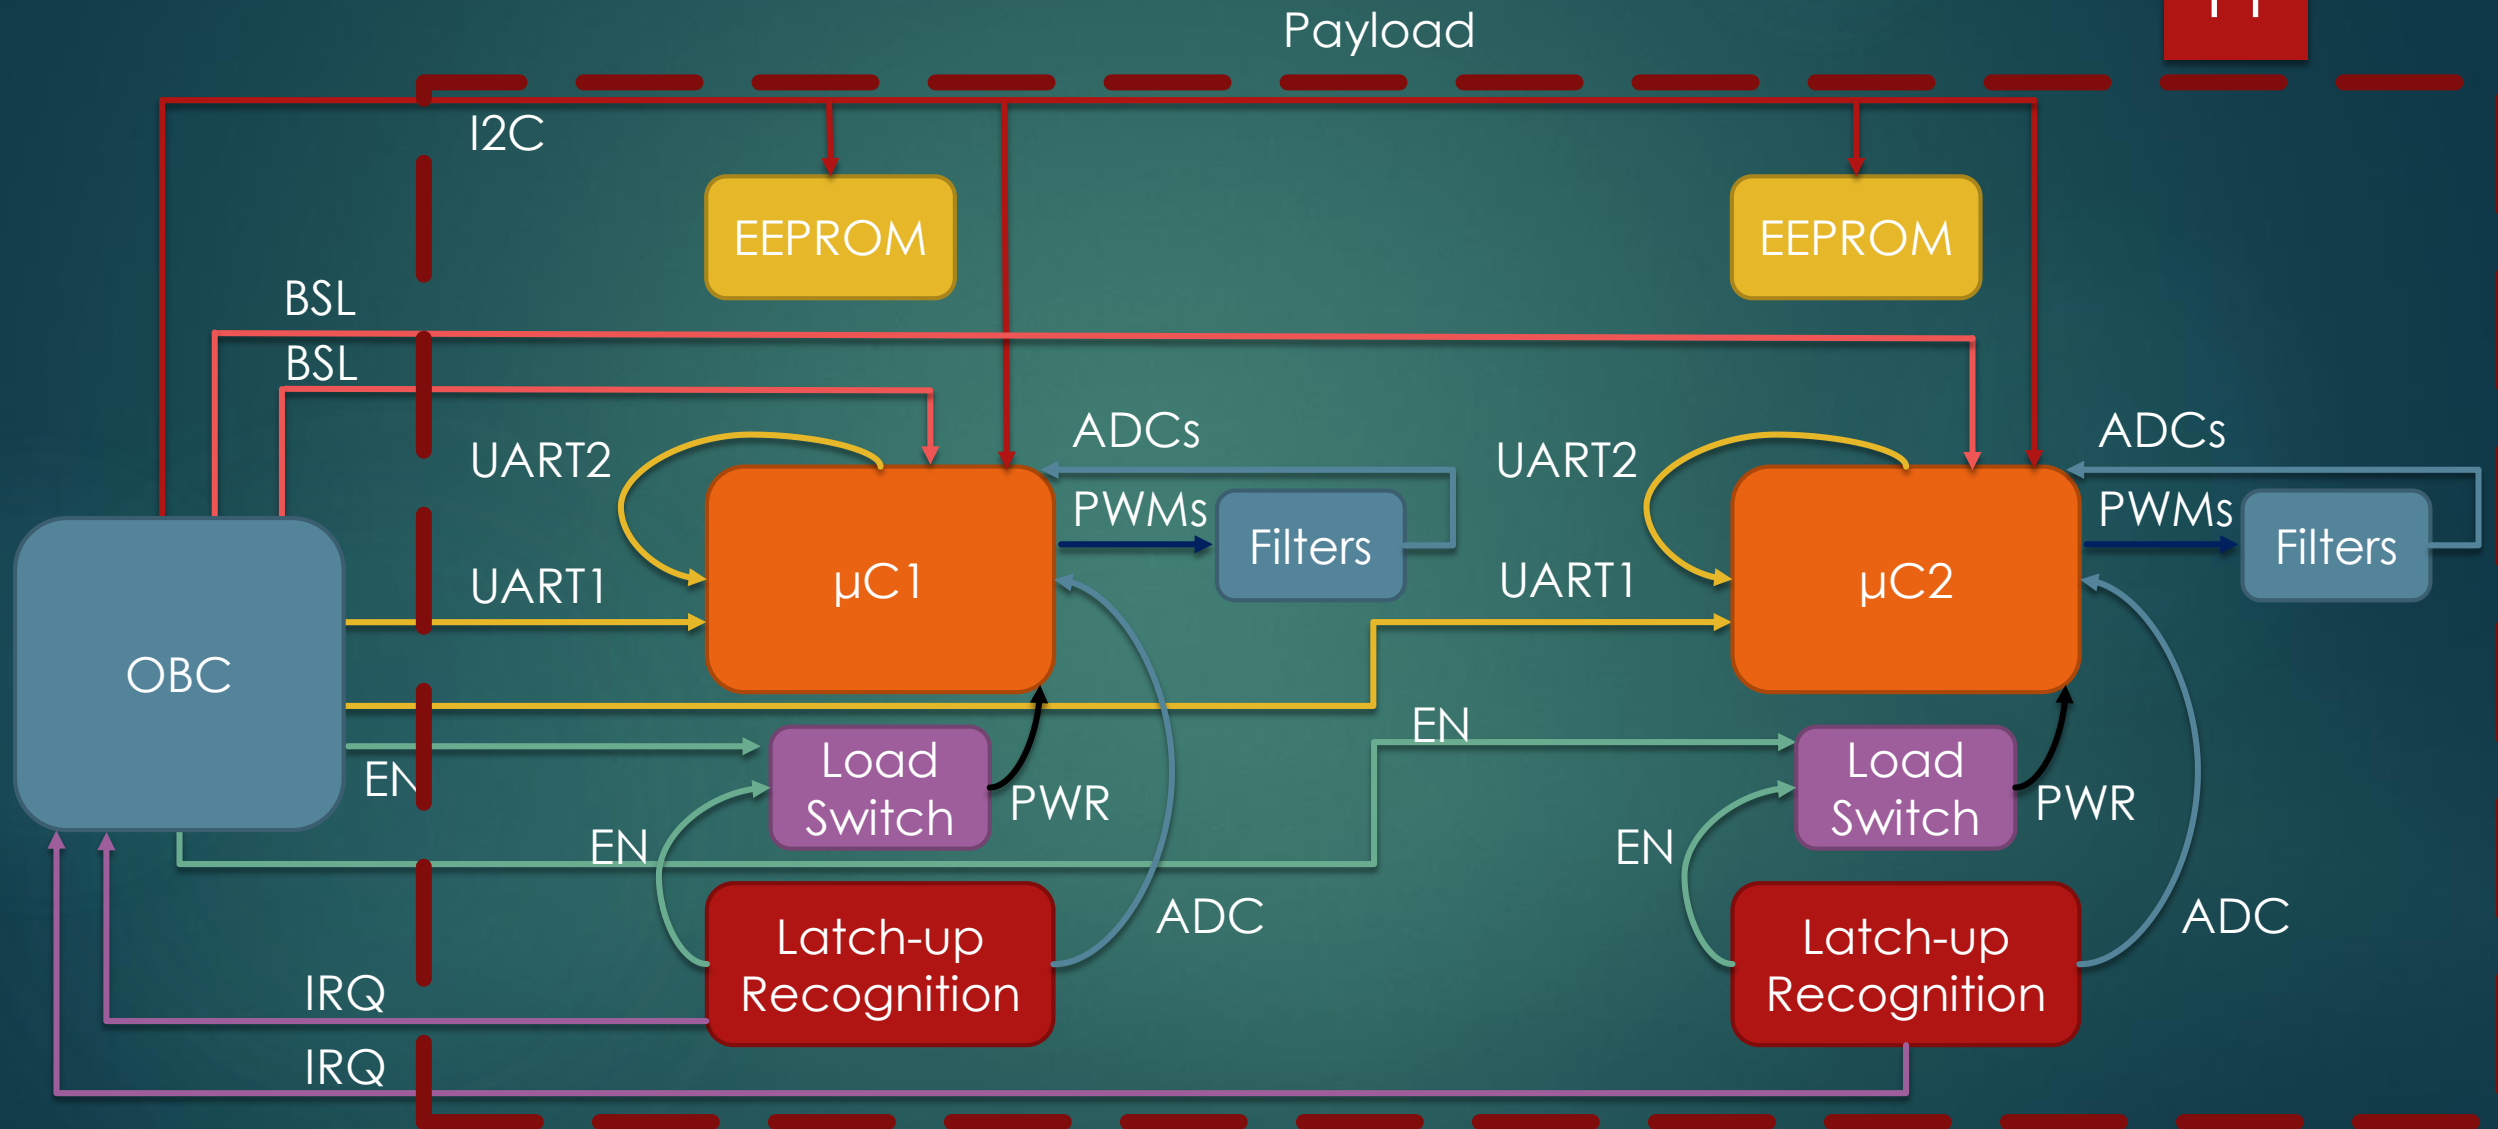 Payload
I2C
EEPROM
EEPROM
BSL
BSL
UART2
ADCs
UART2
ADCs
PWMs
PWMs
Filters
Filters
UART1
µC1
UART1
µC2
OBC
EN
EN
Load
Switch
PWR
Load
Switch
PWR
EN
EN
Latch-up
Recognition
ADC
Latch-up
Recognition
ADC
IRQ
IRQ